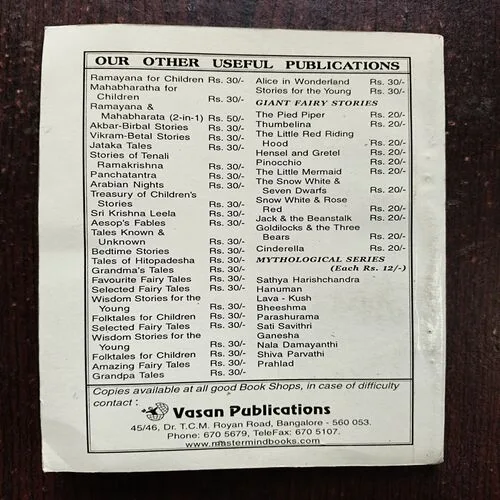 OUR OTHER USEFUL PUBLICATIONS
Ramayana for Children Rs. 30/-
Mahabharatha for
Children Rs. 30/-
Ramayana &
Mahabharata (2-in-1) Rs. 50/-
Akbar-Birbal Stories Rs. 30/-
Vikram-Betal Stories Rs. 30/-
Jataka Tales Rs. 30/-
Stories of Tenali
Ramakrishna Rs. 30/-
Panchatantra Rs. 30/-
Arabian Nights Rs. 30/-
Treasury of Children's
Stories Rs. 30/-
Sri Krishna Leela Rs. 30/-
Aesop's Fables Rs. 30/-
Tales Known &
Unknown Rs. 30/-
Bedtime Stories Rs. 30/-
Tales of Hitopadesha Rs. 30/-
Grandma's Tales Rs. 30/-
Favourite Fairy Tales Rs. 30/-
Selected Fairy Tales Rs. 30/-
Wisdom Stories for the
Young Rs. 30/-
Folktales for Children Rs. 30/-
Selected Fairy Tales Rs. 30/-
Wisdom Stories for the
Young Rs. 30/-
Folktales for Children Rs. 30/-
Amazing Fairy Tales Rs. 30/-
Grandpa Tales Rs. 30/-
Alice in Wonderland Rs. 30/-
Stories for the Young Rs. 30/-
GIANT FAIRY STORIES
The Pied Piper Rs. 20/-
Thumbelina Rs. 20/-
The Little Red Riding
Hood Rs. 20/-
Hensel and Gretel Rs. 20/-
Pinocchio Rs. 20/-
The Little Mermaid Rs. 20/-
The Snow White &
Seven Dwarfs Rs. 20/-
Snow White & Rose
Red Rs. 20/-
Jack & the Beanstalk Rs. 20/-
Goldilocks & the Three
Bears Rs. 20/-
Cinderella Rs. 20/-
MYTHOLOGICAL SERIES
(Each Rs. 12/-)
Sathya Harishchandra
Hanuman
Lava - Kush
Bheeshma
Parashurama
Sati Savithri
Ganesha
Nala Damayanthi
Shiva Parvathi
Prahlad
Copies available at all good Book Shops, in case of difficulty
contact :
Vasan Publications
45/46, Dr. T.C.M. Royan Road, Bangalore - 560 053.
Phone: 670 5679, TeleFax: 670 5107.
www.mastermindbooks.com